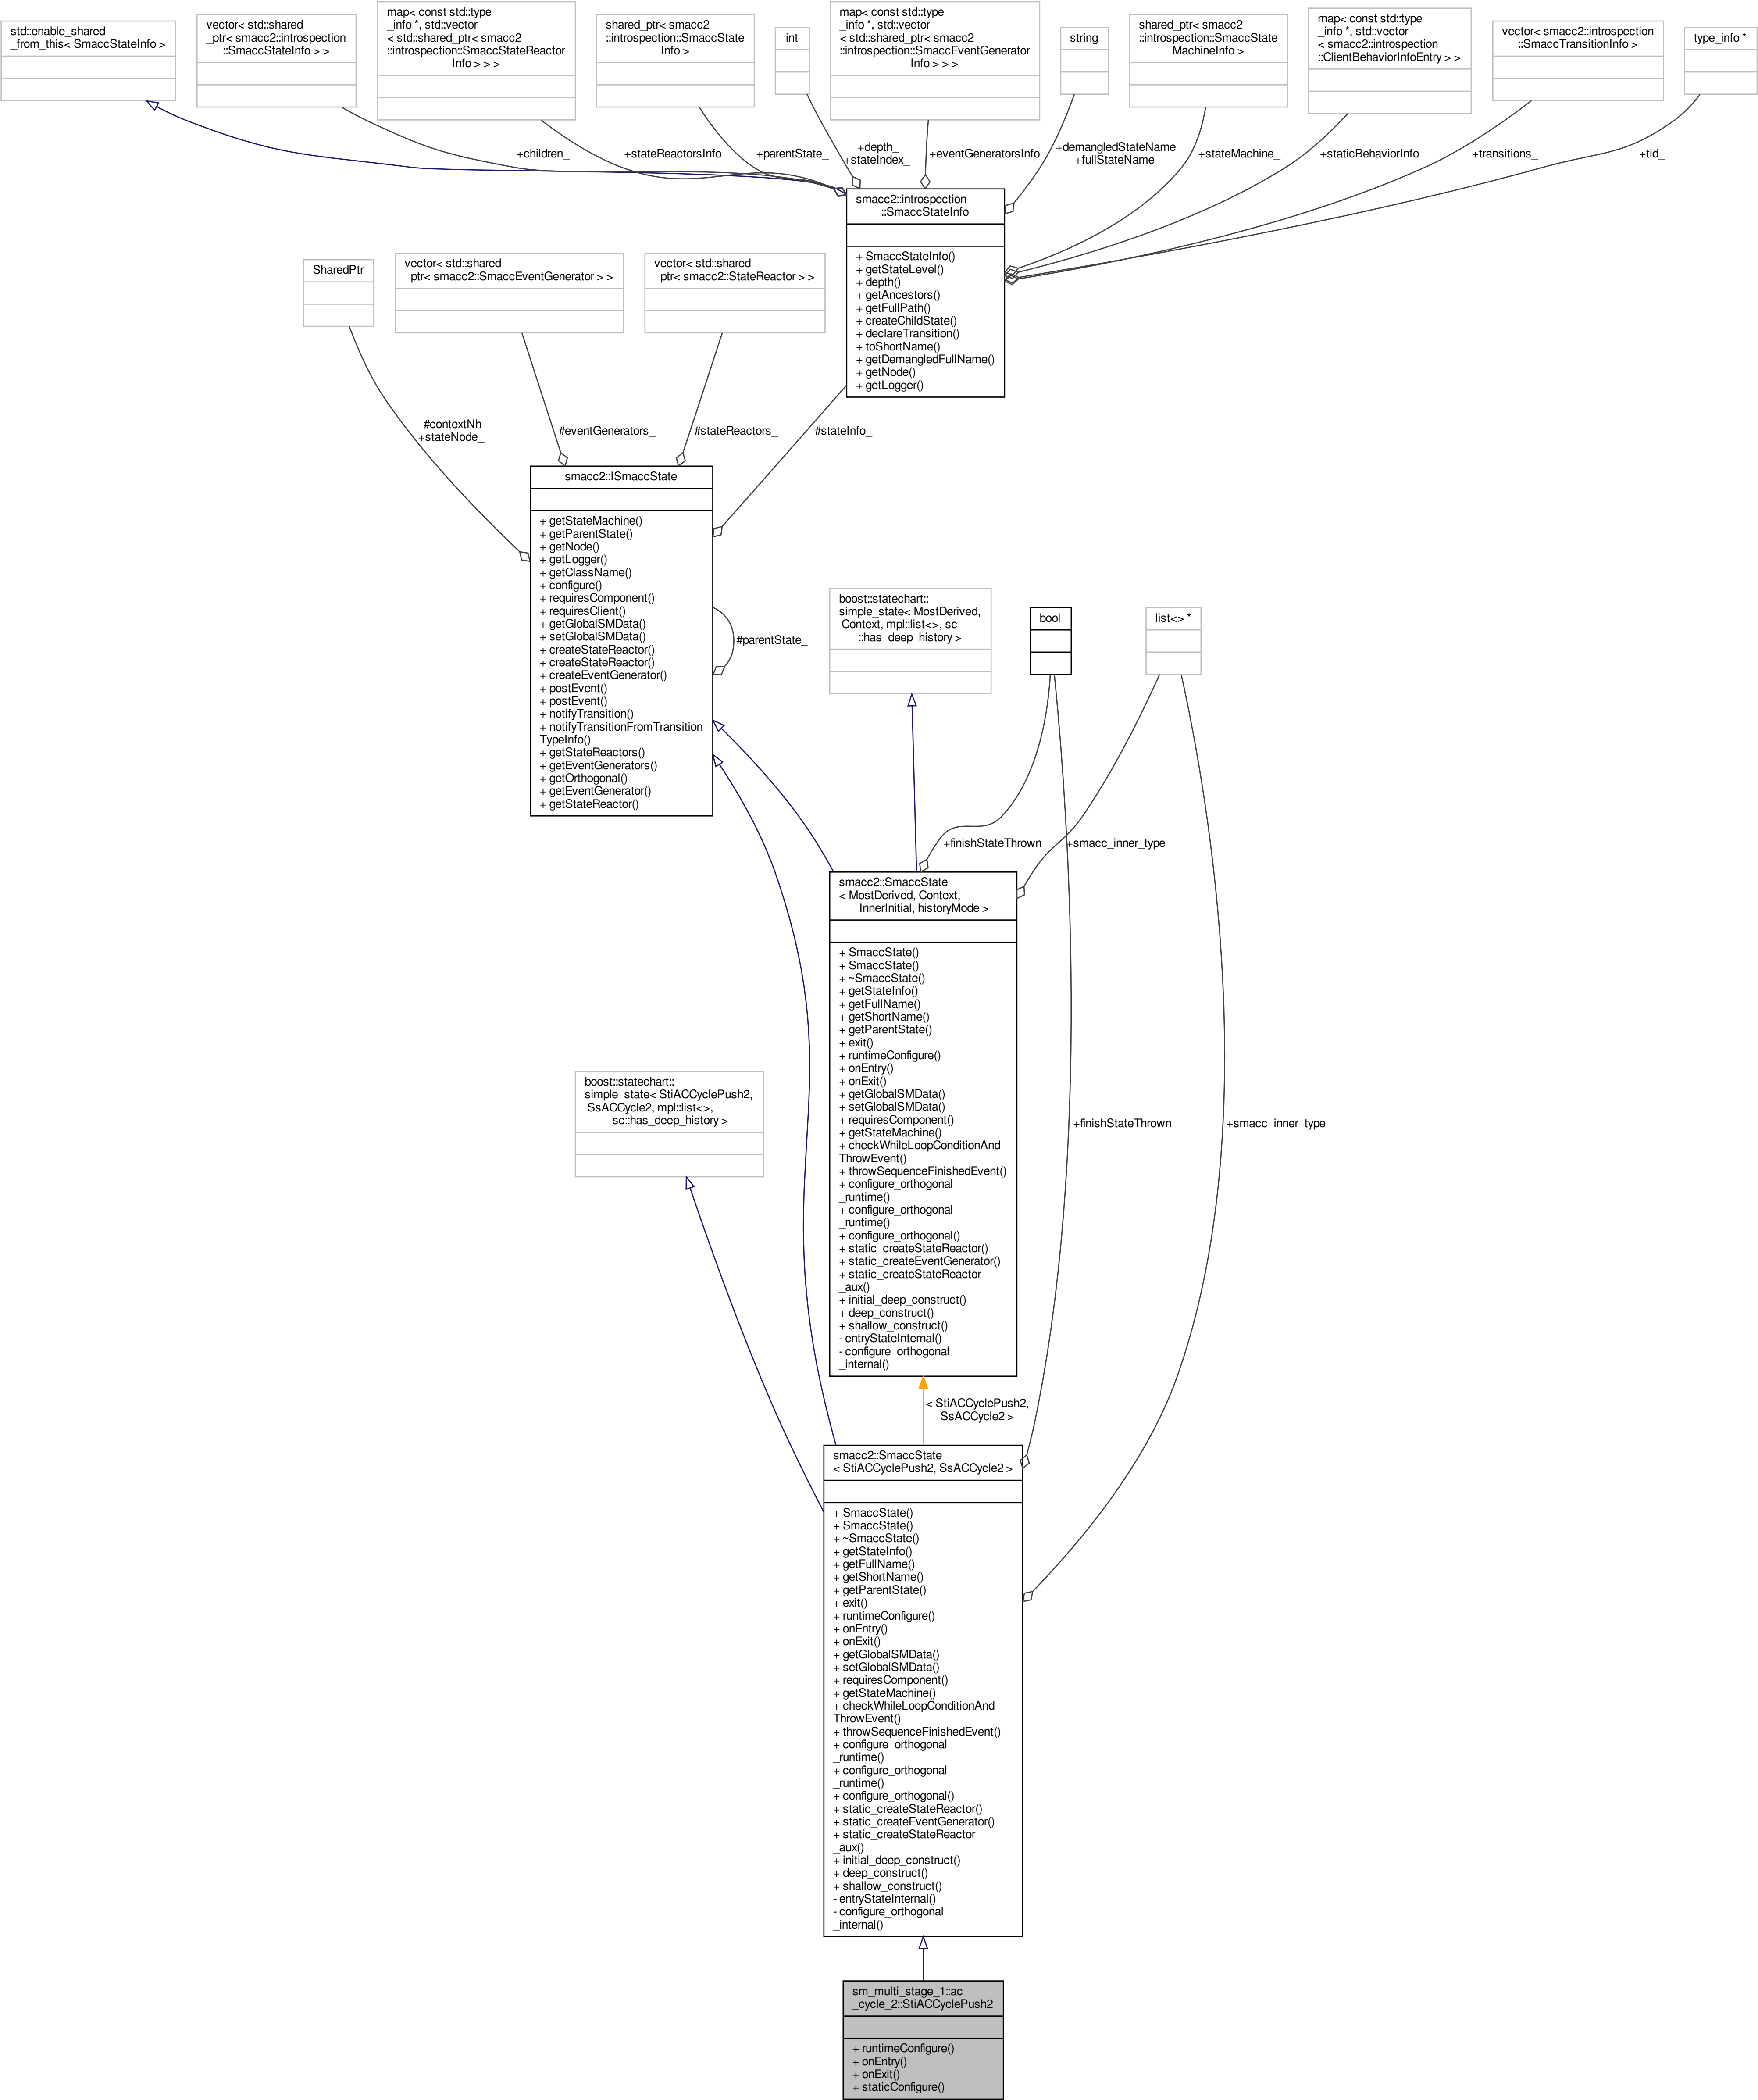 std::enable_shared
_from_this< SmaccStateInfo >
vector< std::shared
_ptr< smacc2::introspection
::SmaccStateInfo > >
map< const std::type
_info *, std::vector
< std::shared_ptr< smacc2
::introspection::SmaccStateReactor
Info > > >
shared_ptr< smacc2
::introspection::SmaccState
Info >
int
map< const std::type
_info *, std::vector
< std::shared_ptr< smacc2
::introspection::SmaccEventGenerator
Info > > >
string
shared_ptr< smacc2
::introspection::SmaccState
MachineInfo >
map< const std::type
_info *, std::vector
< smacc2::introspection
::ClientBehaviorInfoEntry > >
vector< smacc2::introspection
::SmaccTransitionInfo >
type_info *
+children_
+stateReactorsInfo
+parentState_
+depth_
+stateIndex_
+eventGeneratorsInfo
+demangledStateName
+fullStateName
+stateMachine_
+staticBehaviorInfo
+transitions_
+tid_
smacc2::introspection
::SmaccStateInfo
+ SmaccStateInfo()
+ getStateLevel()
+ depth()
+ getAncestors()
+ getFullPath()
+ createChildState()
+ declareTransition()
+ toShortName()
+ getDemangledFullName()
+ getNode()
+ getLogger()
SharedPtr
vector< std::shared
_ptr< smacc2::SmaccEventGenerator > >
vector< std::shared
_ptr< smacc2::StateReactor > >
#contextNh
+stateNode_
#eventGenerators_
#stateReactors_
#stateInfo_
smacc2::ISmaccState
+ getStateMachine()
+ getParentState()
+ getNode()
+ getLogger()
+ getClassName()
+ configure()
+ requiresComponent()
+ requiresClient()
+ getGlobalSMData()
+ setGlobalSMData()
+ createStateReactor()
+ createStateReactor()
+ createEventGenerator()
+ postEvent()
+ postEvent()
+ notifyTransition()
+ notifyTransitionFromTransition
TypeInfo()
+ getStateReactors()
+ getEventGenerators()
+ getOrthogonal()
+ getEventGenerator()
+ getStateReactor()
#parentState_
boost::statechart::
simple_state< MostDerived,
Context, mpl::list<>, sc
::has_deep_history >
bool
list<> *
+finishStateThrown
+smacc_inner_type
smacc2::SmaccState
< MostDerived, Context,
InnerInitial, historyMode >
+ SmaccState()
+ SmaccState()
+ ~SmaccState()
+ getStateInfo()
+ getFullName()
+ getShortName()
+ getParentState()
+ exit()
+ runtimeConfigure()
+ onEntry()
+ onExit()
+ getGlobalSMData()
+ setGlobalSMData()
+ requiresComponent()
+ getStateMachine()
+ checkWhileLoopConditionAnd
ThrowEvent()
+ throwSequenceFinishedEvent()
+ configure_orthogonal
_runtime()
+ configure_orthogonal
_runtime()
+ configure_orthogonal()
+ static_createStateReactor()
+ static_createEventGenerator()
+ static_createStateReactor
_aux()
+ initial_deep_construct()
+ deep_construct()
+ shallow_construct()
- entryStateInternal()
- configure_orthogonal
_internal()
boost::statechart::
simple_state< StiACCyclePush2,
SsACCycle2, mpl::list<>,
sc::has_deep_history >
+finishStateThrown
+smacc_inner_type
< StiACCyclePush2,
SsACCycle2 >
smacc2::SmaccState
< StiACCyclePush2, SsACCycle2 >
+ SmaccState()
+ SmaccState()
+ ~SmaccState()
+ getStateInfo()
+ getFullName()
+ getShortName()
+ getParentState()
+ exit()
+ runtimeConfigure()
+ onEntry()
+ onExit()
+ getGlobalSMData()
+ setGlobalSMData()
+ requiresComponent()
+ getStateMachine()
+ checkWhileLoopConditionAnd
ThrowEvent()
+ throwSequenceFinishedEvent()
+ configure_orthogonal
_runtime()
+ configure_orthogonal
_runtime()
+ configure_orthogonal()
+ static_createStateReactor()
+ static_createEventGenerator()
+ static_createStateReactor
_aux()
+ initial_deep_construct()
+ deep_construct()
+ shallow_construct()
- entryStateInternal()
- configure_orthogonal
_internal()
sm_multi_stage_1::ac
_cycle_2::StiACCyclePush2
+ runtimeConfigure()
+ onEntry()
+ onExit()
+ staticConfigure()